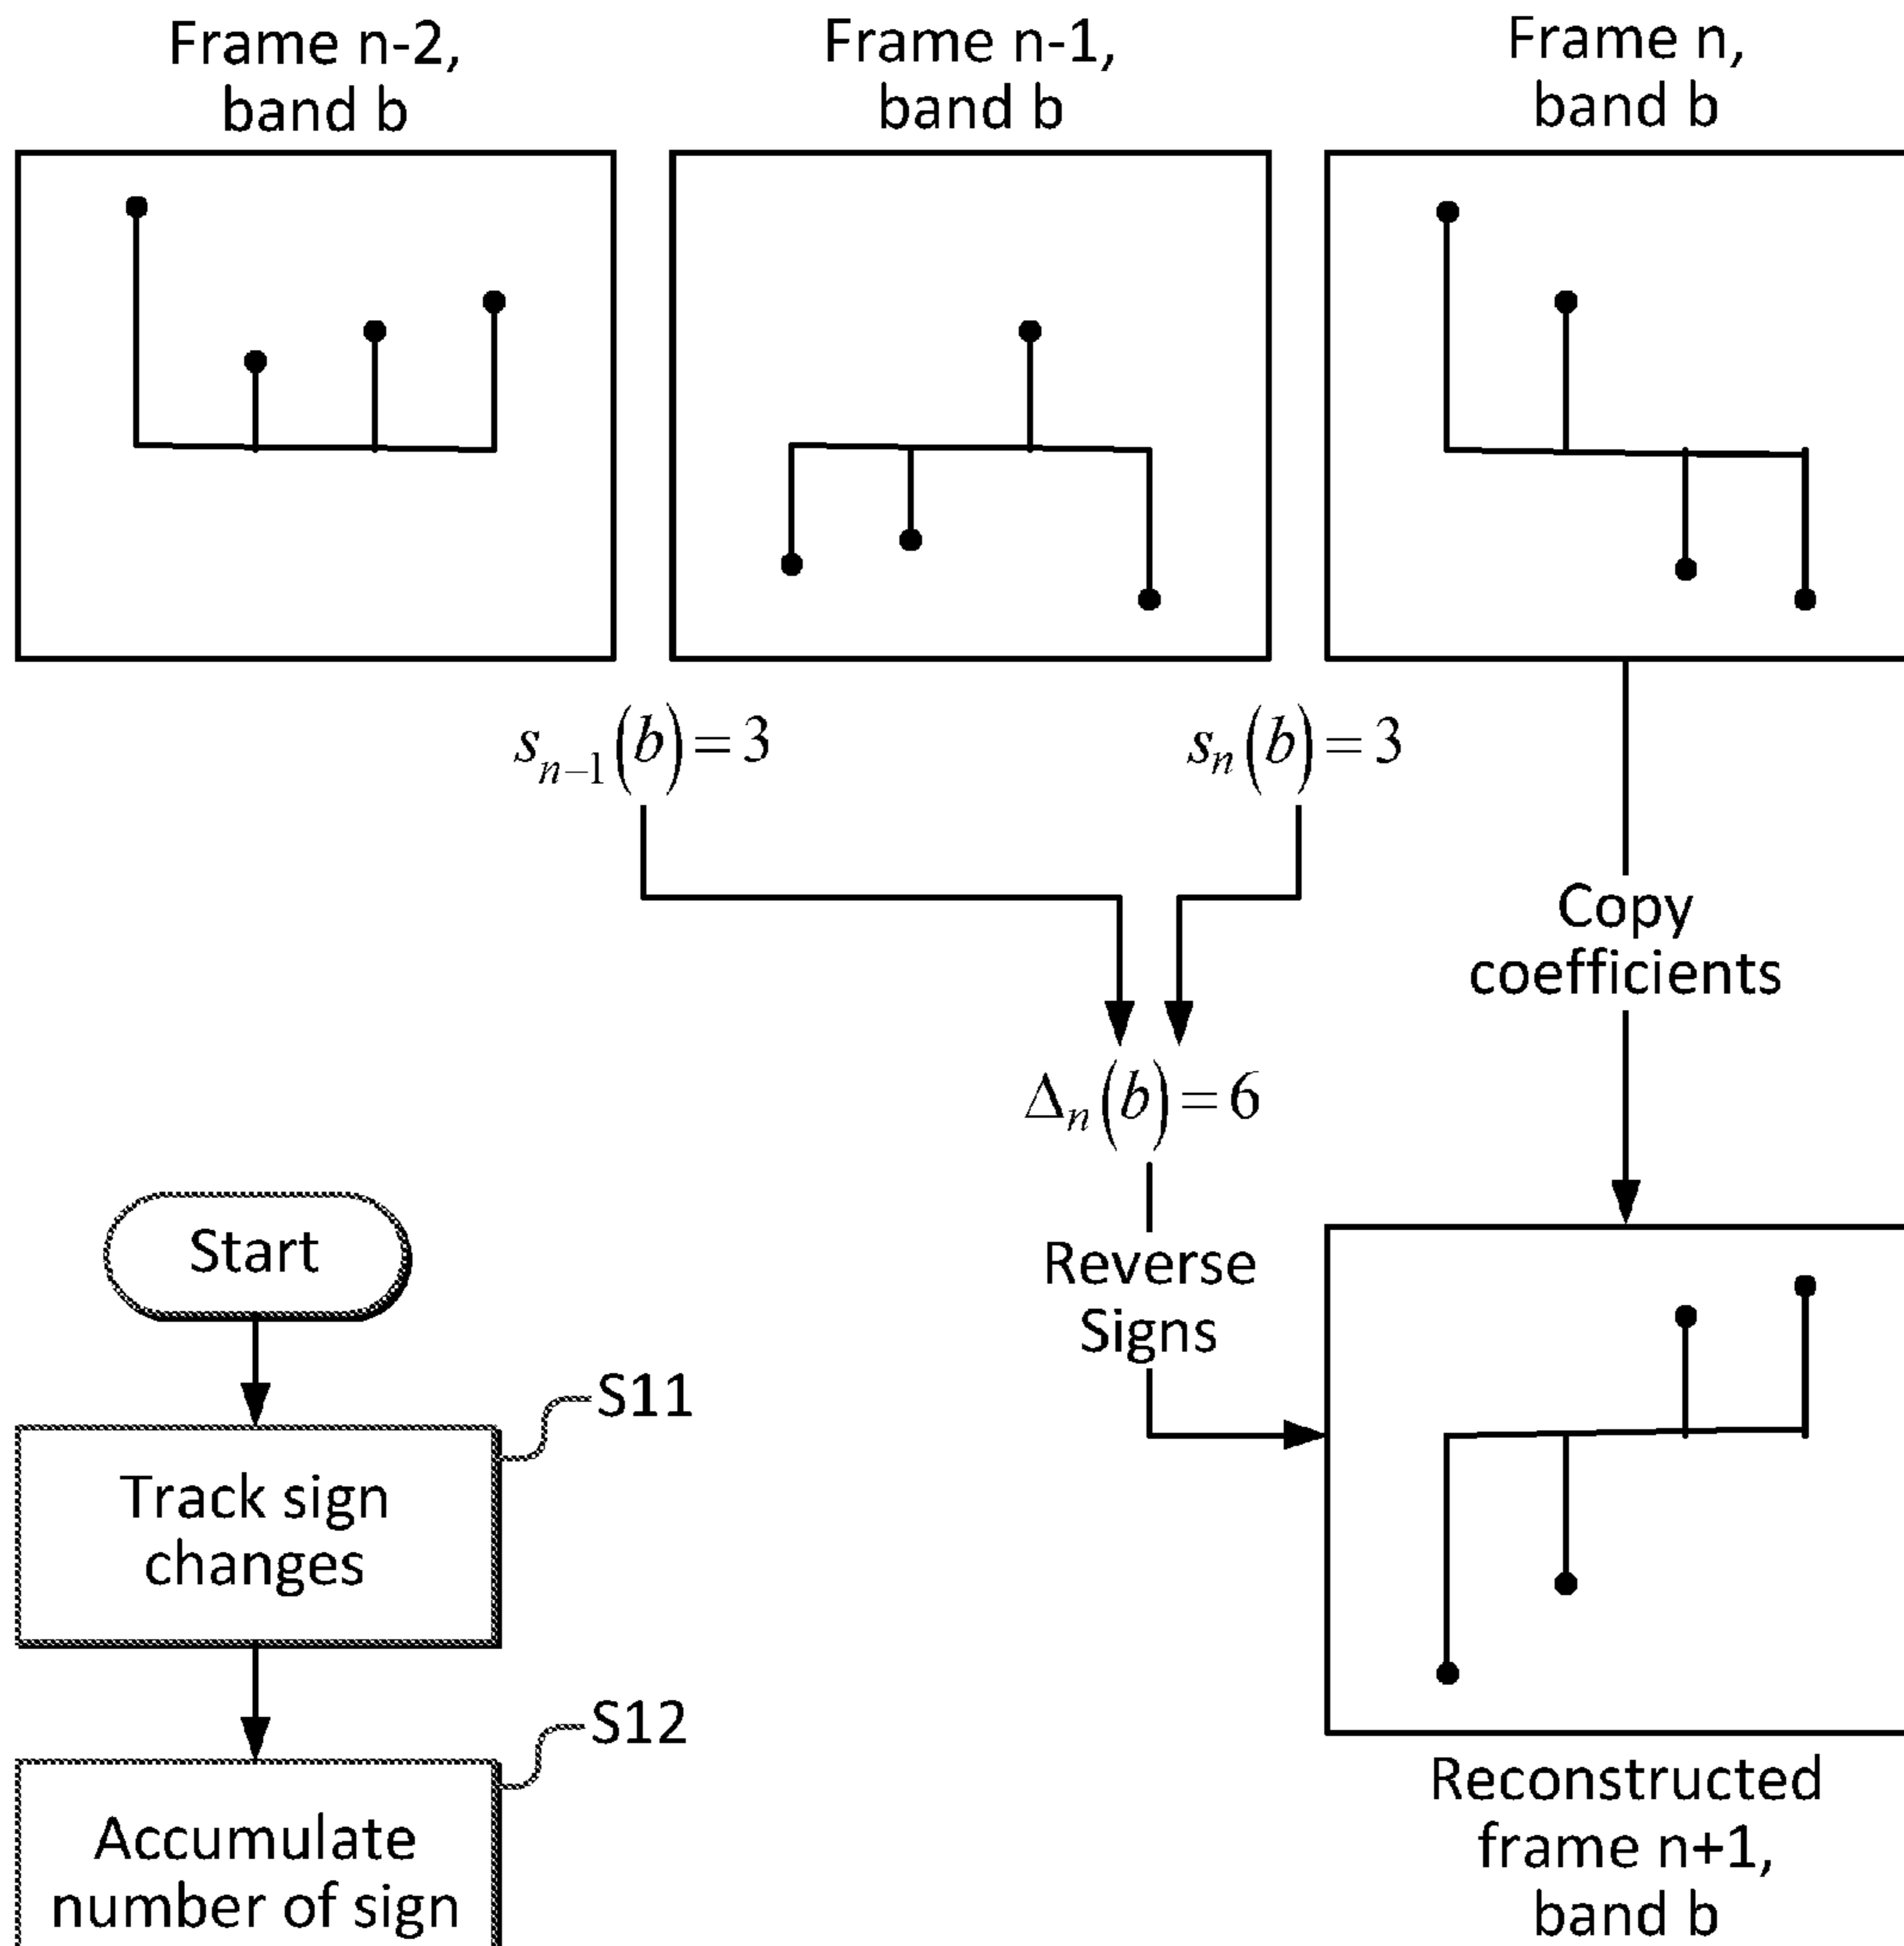 Frame n-2,
band b
Frame n-1,
band b
Frame n,
band b
s_{n−1}(b) = 3
s_n(b) = 3
Copy
coefficients
Δ_n(b) = 6
Reverse
Signs
Start
S11
Track sign
changes
S12
Accumulate
number of sign
Reconstructed
frame n+1,
band b